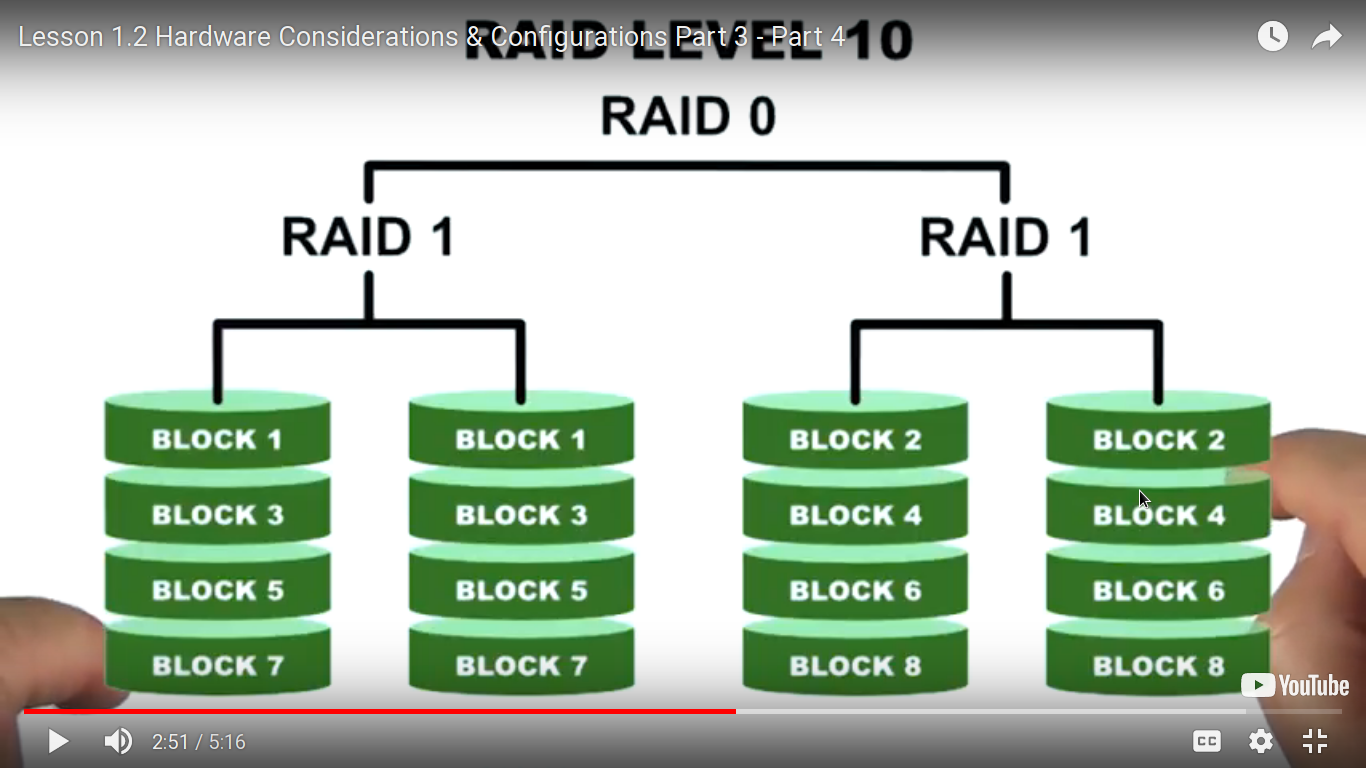 Lesson 1.2 Hardware Considerations & Configurations Part 3 - Part 4
RAID LEVEL 10
RAID 0
RAID 1 RAID 1
BLOCK 1 BLOCK 1 BLOCK 2 BLOCK 2
BLOCK 3 BLOCK 3 BLOCK 4 BLOCK 4
BLOCK 5 BLOCK 5 BLOCK 6 BLOCK 6
BLOCK 7 BLOCK 7 BLOCK 8 BLOCK 8
YouTube
2:51 / 5:16
CC